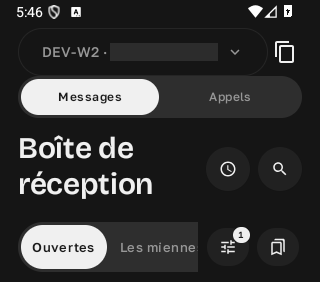 5:46
DEV-W2 ·
Messages Appels
Boîte de
réception
1
Ouvertes Les mienne